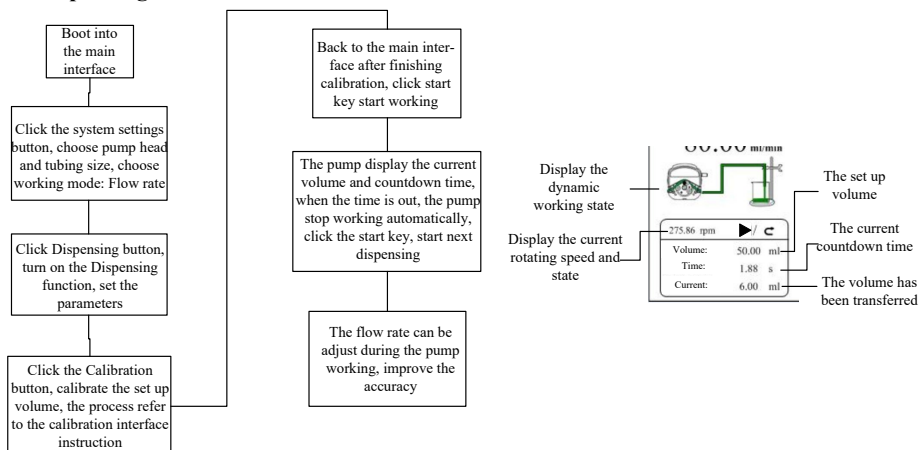 Boot into
the main
interface
Click the system settings
button, choose pump head
and tubing size, choose
working mode: Flow rate
Click Dispensing button,
turn on the Dispensing
function, set the
parameters
Click the Calibration
button, calibrate the set up
volume, the process refer
to the calibration interface
instruction
Back to the main inter-
face after finishing
calibration, click start
key start working
The pump display the current
volume and countdown time,
when the time is out, the pump
stop working automatically,
click the start key, start next
dispensing
The flow rate can be
adjust during the pump
working, improve the
accuracy
Display the
dynamic
working state
Display the current
rotating speed and
state
80.00 ml/min
275.86 rpm
/
Volume: 50.00 ml
Time: 1.88 s
Current: 6.00 ml
The set up
volume
The current
countdown time
The volume has
been transferred